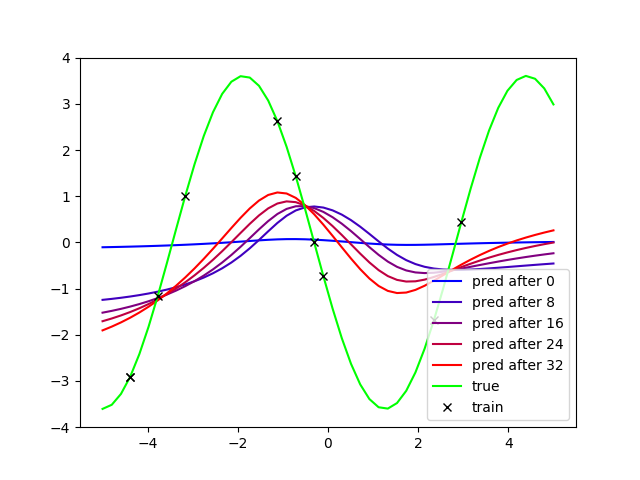 4
3
2
1
0
−1
−2
−3
−4
−4
−2
0
2
4
pred after 0
pred after 8
pred after 16
pred after 24
pred after 32
true
train